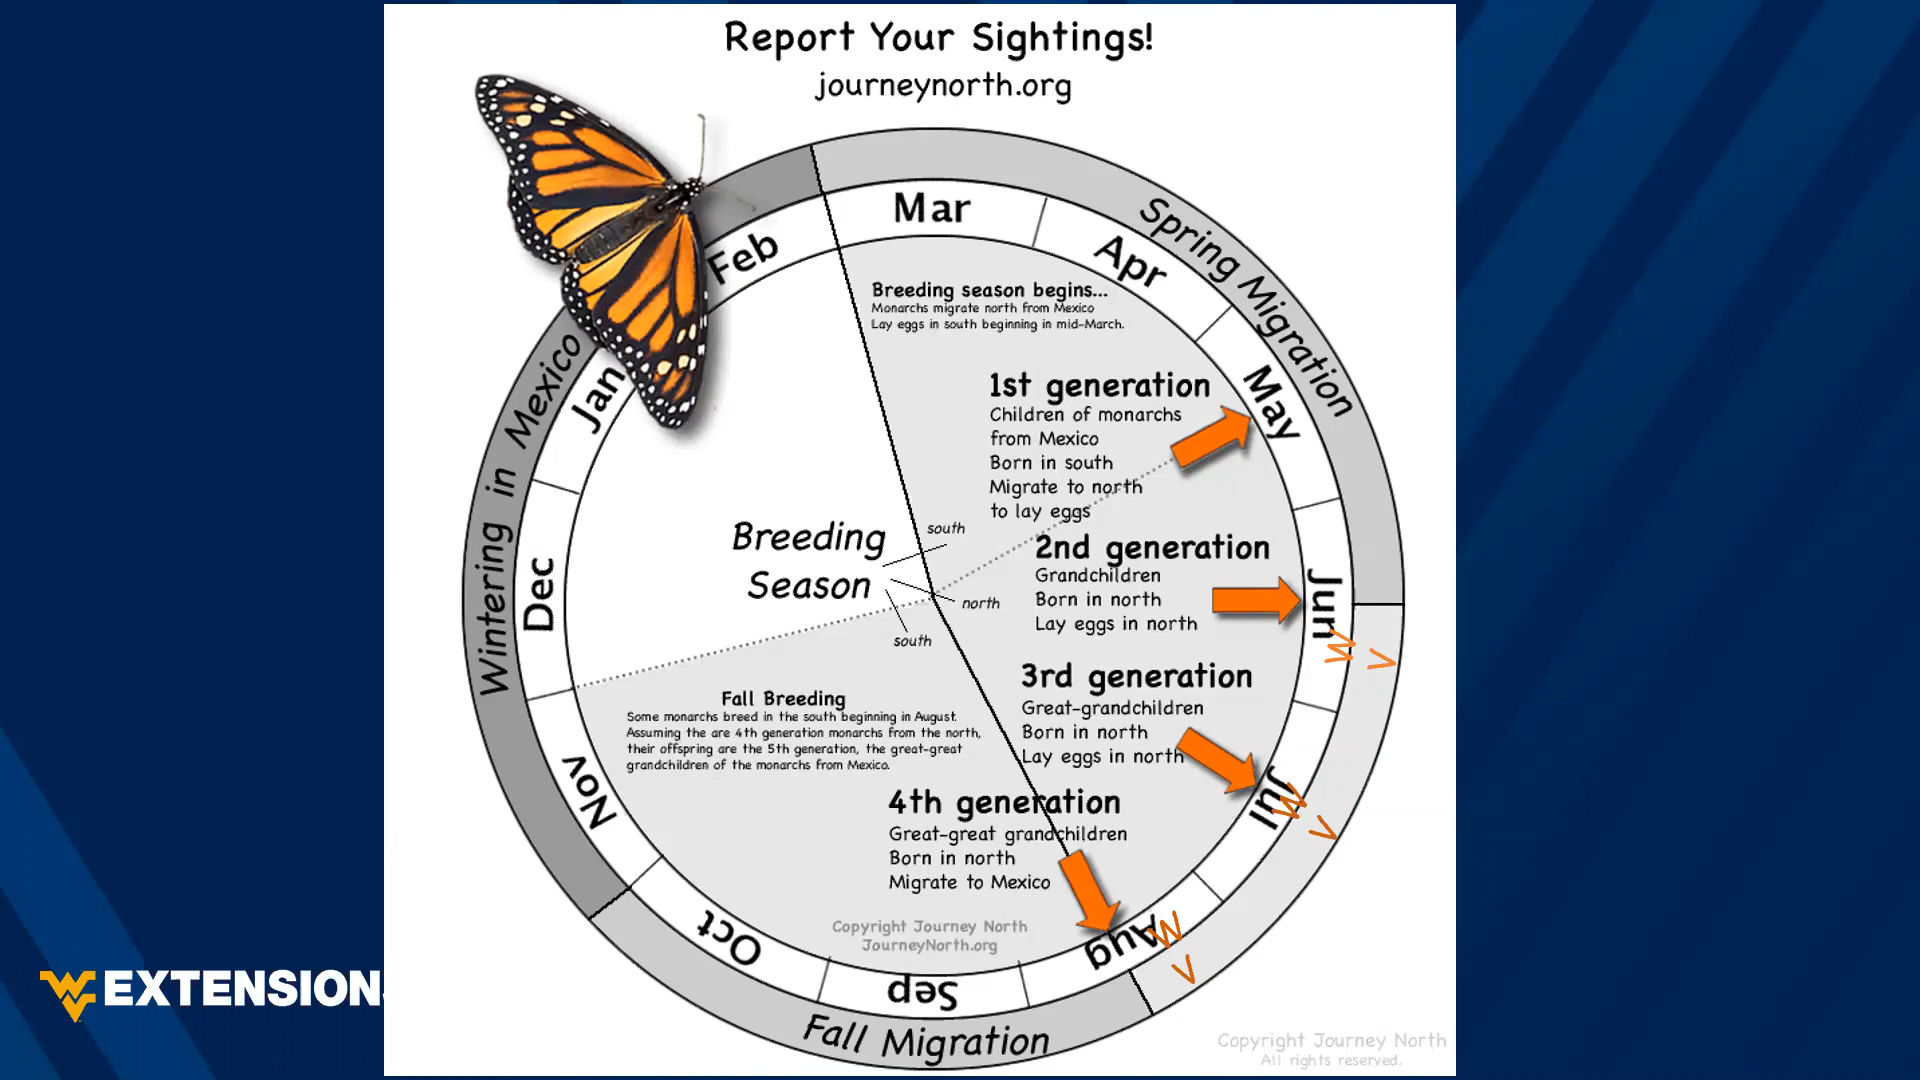 Report Your Sightings!
journeynorth.org
Mar
Apr
May
Jun
Jul
Aug
Sep
Oct
Nov
Dec
Jan
Feb
Spring Migration
Fall Migration
Wintering in Mexico
Breeding season begins...
Monarchs migrate north from Mexico
Lay eggs in south beginning in mid-March.
1st generation
Children of monarchs
from Mexico
Born in south
Migrate to north
to lay eggs
Breeding
Season
south
north
south
2nd generation
Grandchildren
Born in north
Lay eggs in north
3rd generation
Great-grandchildren
Born in north
Lay eggs in north
Fall Breeding
Some monarchs breed in the south beginning in August.
Assuming the are 4th generation monarchs from the north,
their offspring are the 5th generation, the great-great
grandchildren of the monarchs from Mexico.
4th generation
Great-great grandchildren
Born in north
Migrate to Mexico
Copyright Journey North
JourneyNorth.org
W V
W V
W V
WV EXTENSION
Copyright Journey North
All rights reserved.